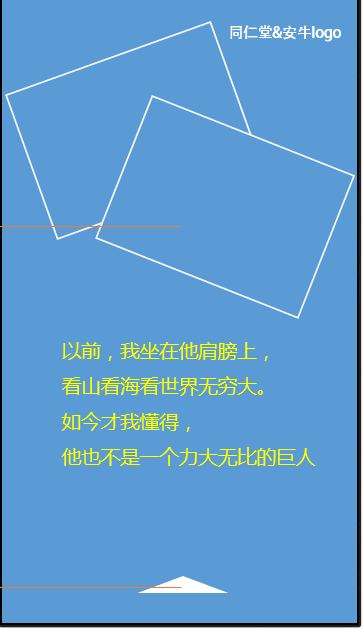 同仁堂&安牛logo
以前，我坐在他肩膀上，
看山看海看世界无穷大。
如今才我懂得，
他也不是一个力大无比的巨人